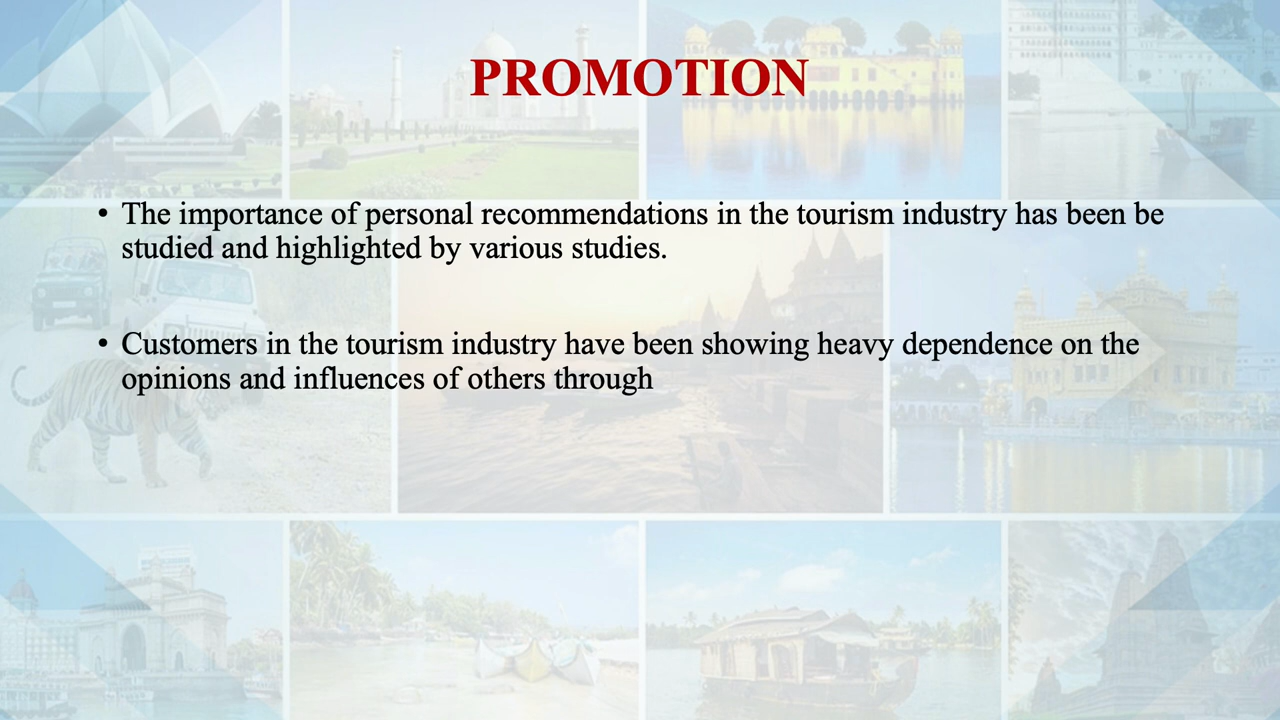 PROMOTION
• The importance of personal recommendations in the tourism industry has been be
studied and highlighted by various studies.
• Customers in the tourism industry have been showing heavy dependence on the
opinions and influences of others through